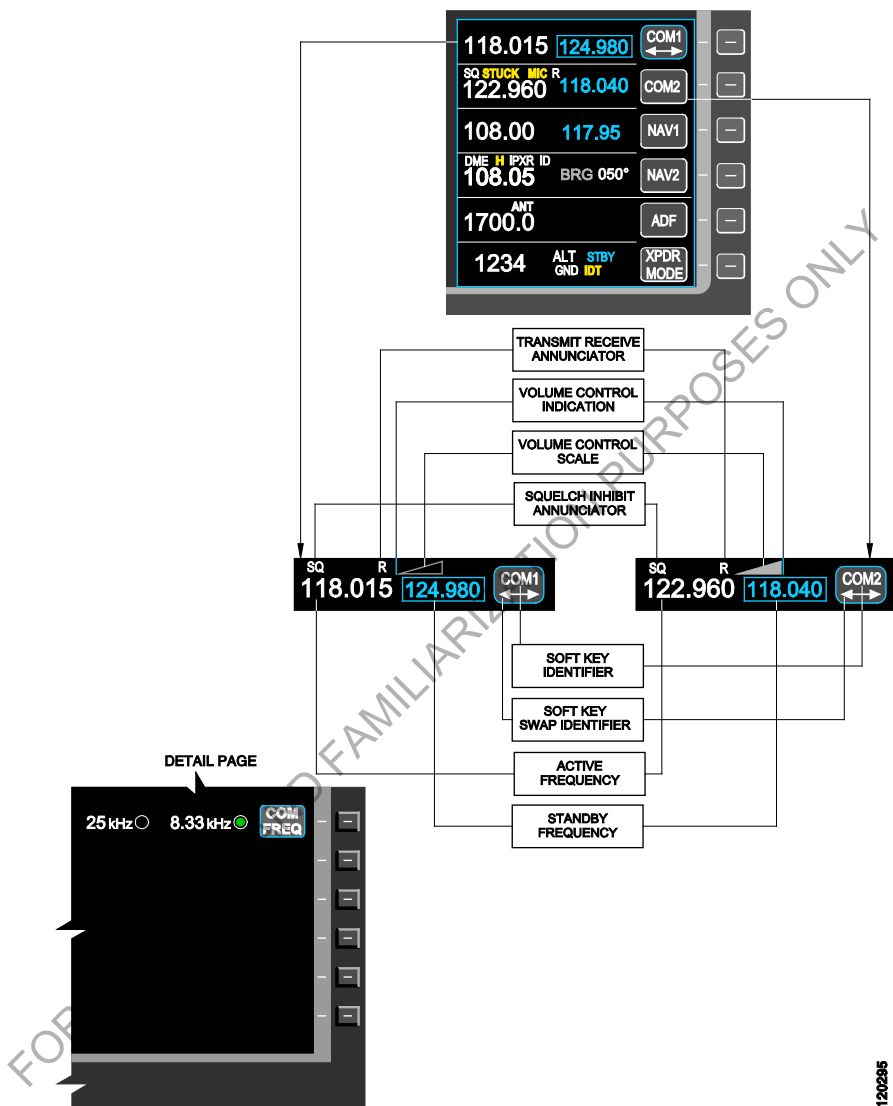 118.015 124.980 COM1
SQ STUCK MIC R
122.960 118.040 COM2
108.00 117.95 NAV1
DME H IPXR ID
108.05 BRG 050° NAV2
ANT
1700.0 ADF
1234 ALT STBY XPDR
GND IDT MODE
TRANSMIT RECEIVE
ANNUNCIATOR
VOLUME CONTROL
INDICATION
VOLUME CONTROL
SCALE
SQUELCH INHIBIT
ANNUNCIATOR
SQ R
118.015 124.980 COM1
SQ R
122.960 118.040 COM2
SOFT KEY
IDENTIFIER
SOFT KEY
SWAP IDENTIFIER
ACTIVE
FREQUENCY
STANDBY
FREQUENCY
DETAIL PAGE
25 kHz 8.33 kHz COM
FREQ
120295
FOR D FAMILIARIZATION PURPOSES ONLY